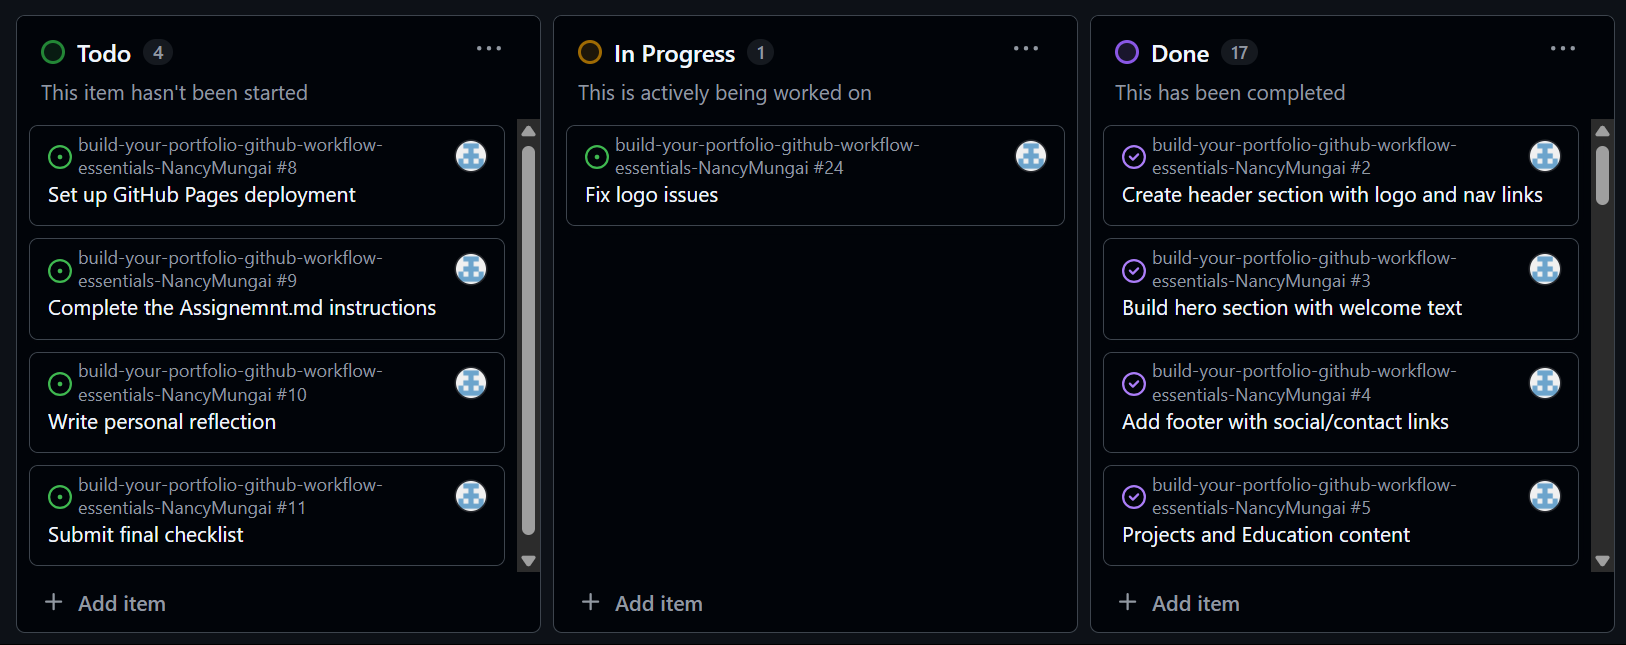 Todo 4
This item hasn't been started
build-your-portfolio-github-workflow-
essentials-NancyMungai #8
Set up GitHub Pages deployment
build-your-portfolio-github-workflow-
essentials-NancyMungai #9
Complete the Assignemnt.md instructions
build-your-portfolio-github-workflow-
essentials-NancyMungai #10
Write personal reflection
build-your-portfolio-github-workflow-
essentials-NancyMungai #11
Submit final checklist
+ Add item
In Progress 1
This is actively being worked on
build-your-portfolio-github-workflow-
essentials-NancyMungai #24
Fix logo issues
+ Add item
Done 17
This has been completed
build-your-portfolio-github-workflow-
essentials-NancyMungai #2
Create header section with logo and nav links
build-your-portfolio-github-workflow-
essentials-NancyMungai #3
Build hero section with welcome text
build-your-portfolio-github-workflow-
essentials-NancyMungai #4
Add footer with social/contact links
build-your-portfolio-github-workflow-
essentials-NancyMungai #5
Projects and Education content
+ Add item